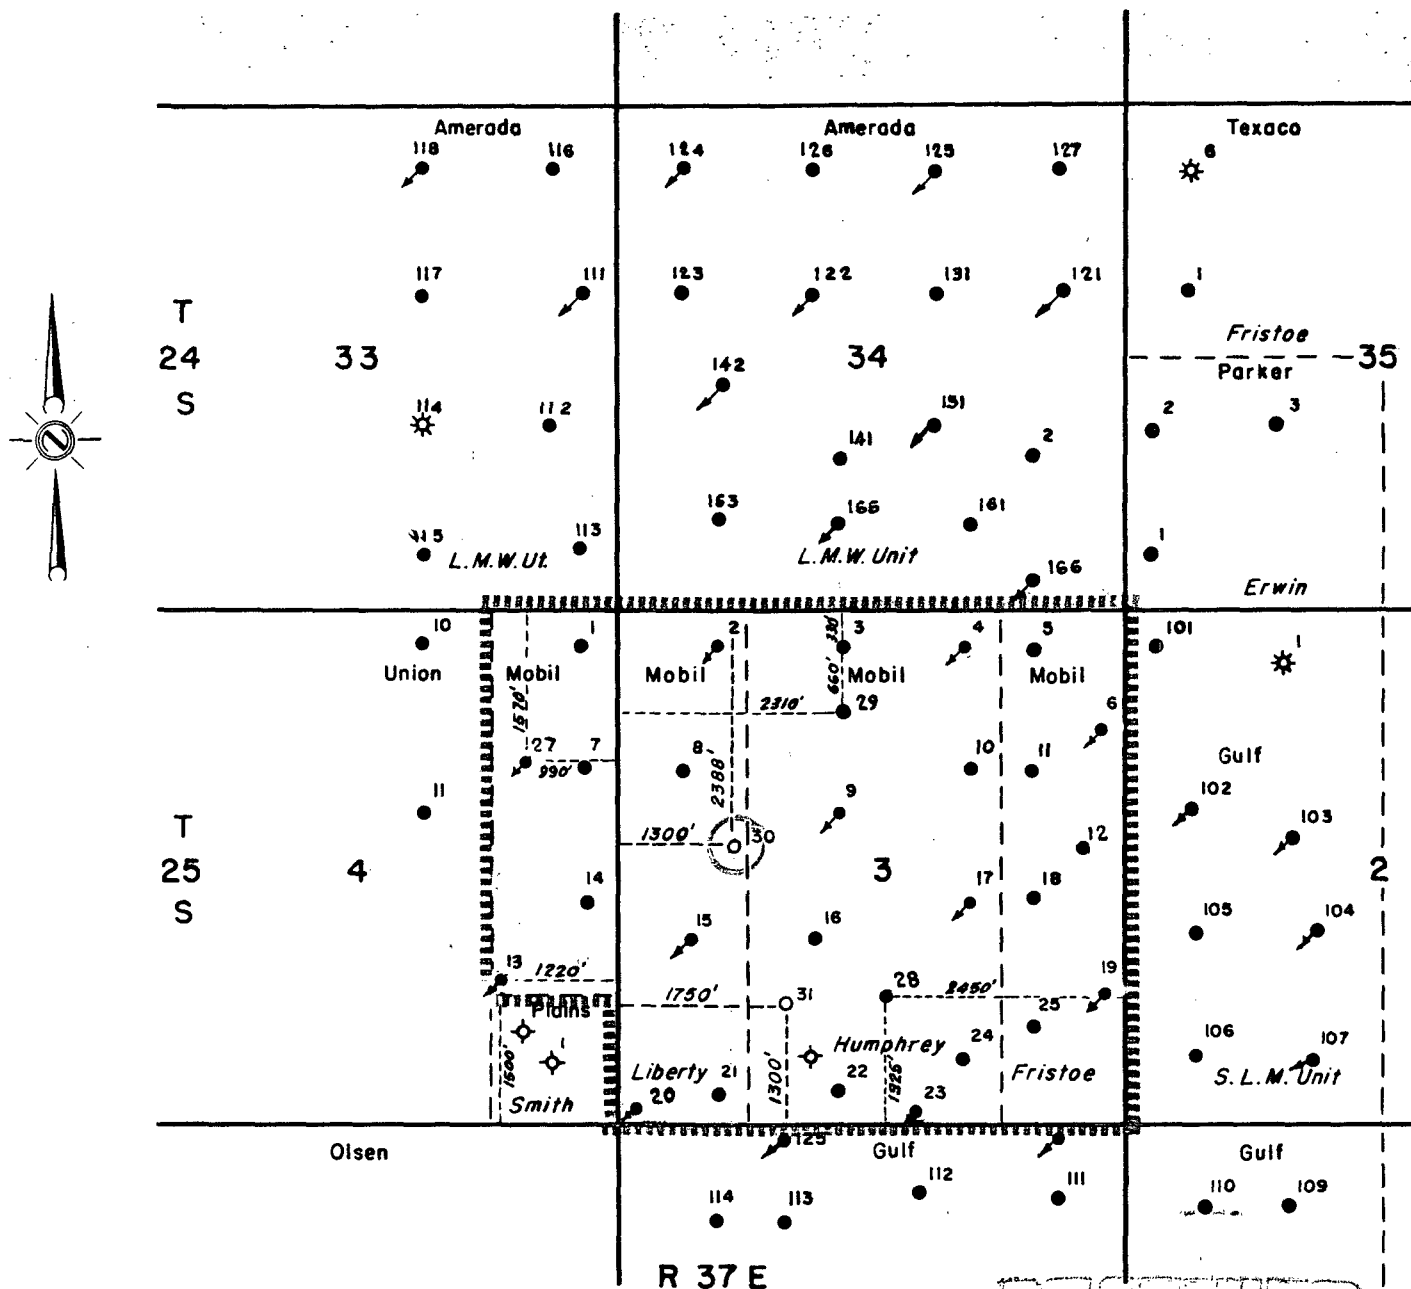 Amerada Amerada Texaco
118 116 124 126 125 127 6
117 111 123 122 131 121 1
T
24 33 34 35
S
Fristoe
Parker
142
114 112 151 2 3
141 2
163 165 161
115 113 1
L.M.W. Ut. L.M.W. Unit
166
Erwin
10 1 2 3 330' 4 5 101 1
Union Mobil Mobil 660' Mobil Mobil
1570' 2310' 29 6
Gulf
27 7 8 2388' 10 11
990'
11 9 102
1300' 30 12 103
T
25 4 3 2
S
14 17 18
15 16 105 104
13 1220'
1750' 31 28 2450' 19
Plains
25
1 1500' 1300' Humphrey 24 106 107
Liberty 21 22 1925' Fristoe S.L.M. Unit
Smith 20 23
Olsen 125 Gulf Gulf
112 111 110 109
114 113
R 37 E